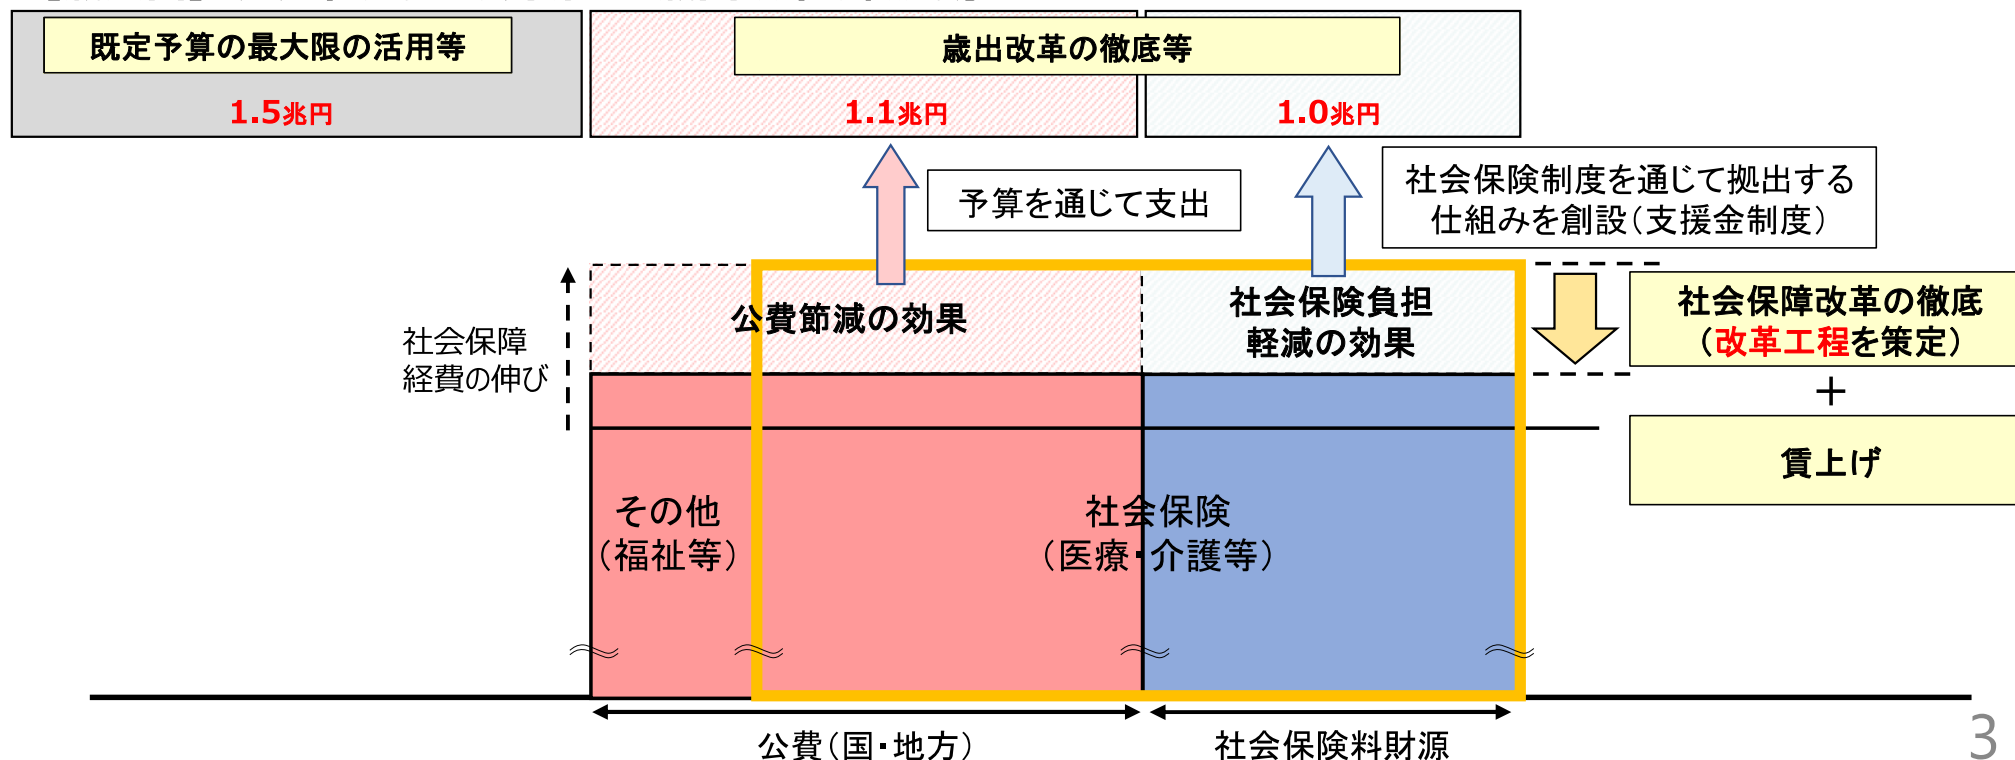 既定予算の最大限の活用等
歳出改革の徹底等
1.5兆円
1.1兆円
1.0兆円
予算を通じて支出
社会保険制度を通じて拠出する
仕組みを創設(支援金制度)
社会保障
経費の伸び
公費節減の効果
社会保険負担
軽減の効果
社会保障改革の徹底
(改革工程を策定)
+
賃上げ
その他
(福祉等)
社会保険
(医療・介護等)
公費(国・地方)
社会保険料財源
3